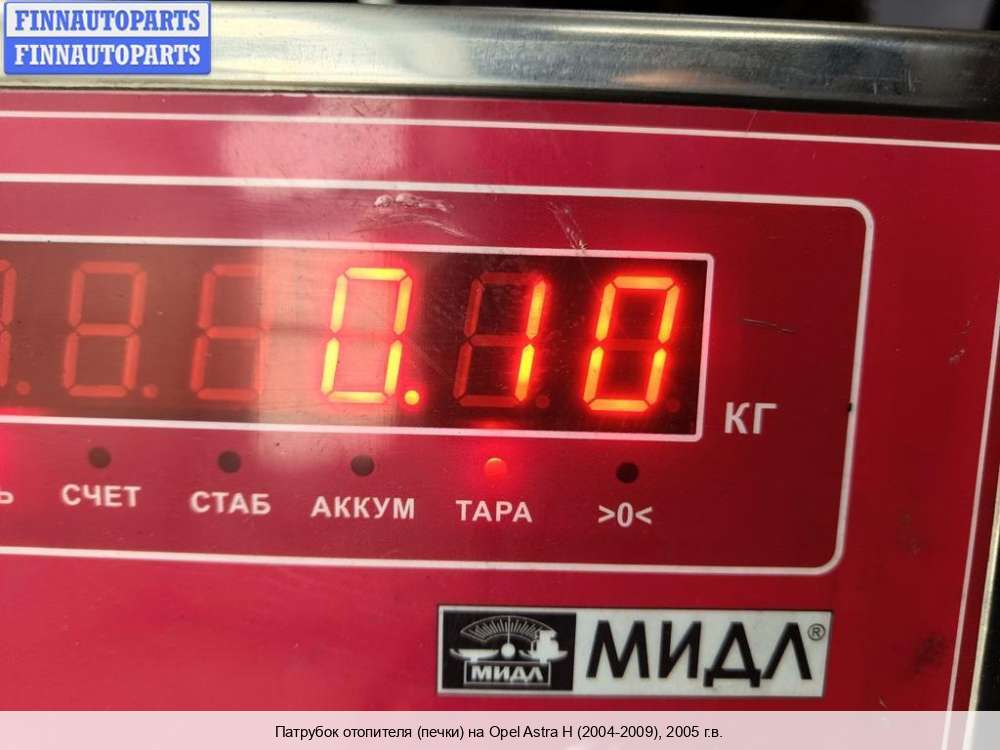 FINNAUTOPARTS
FINNAUTOPARTS
0.10
КГ
СЧЕТ СТАБ АККУМ ТАРА >0<
МИДЛ МИДЛ®
Патрубок отопителя (печки) на Opel Astra H (2004-2009), 2005 г.в.